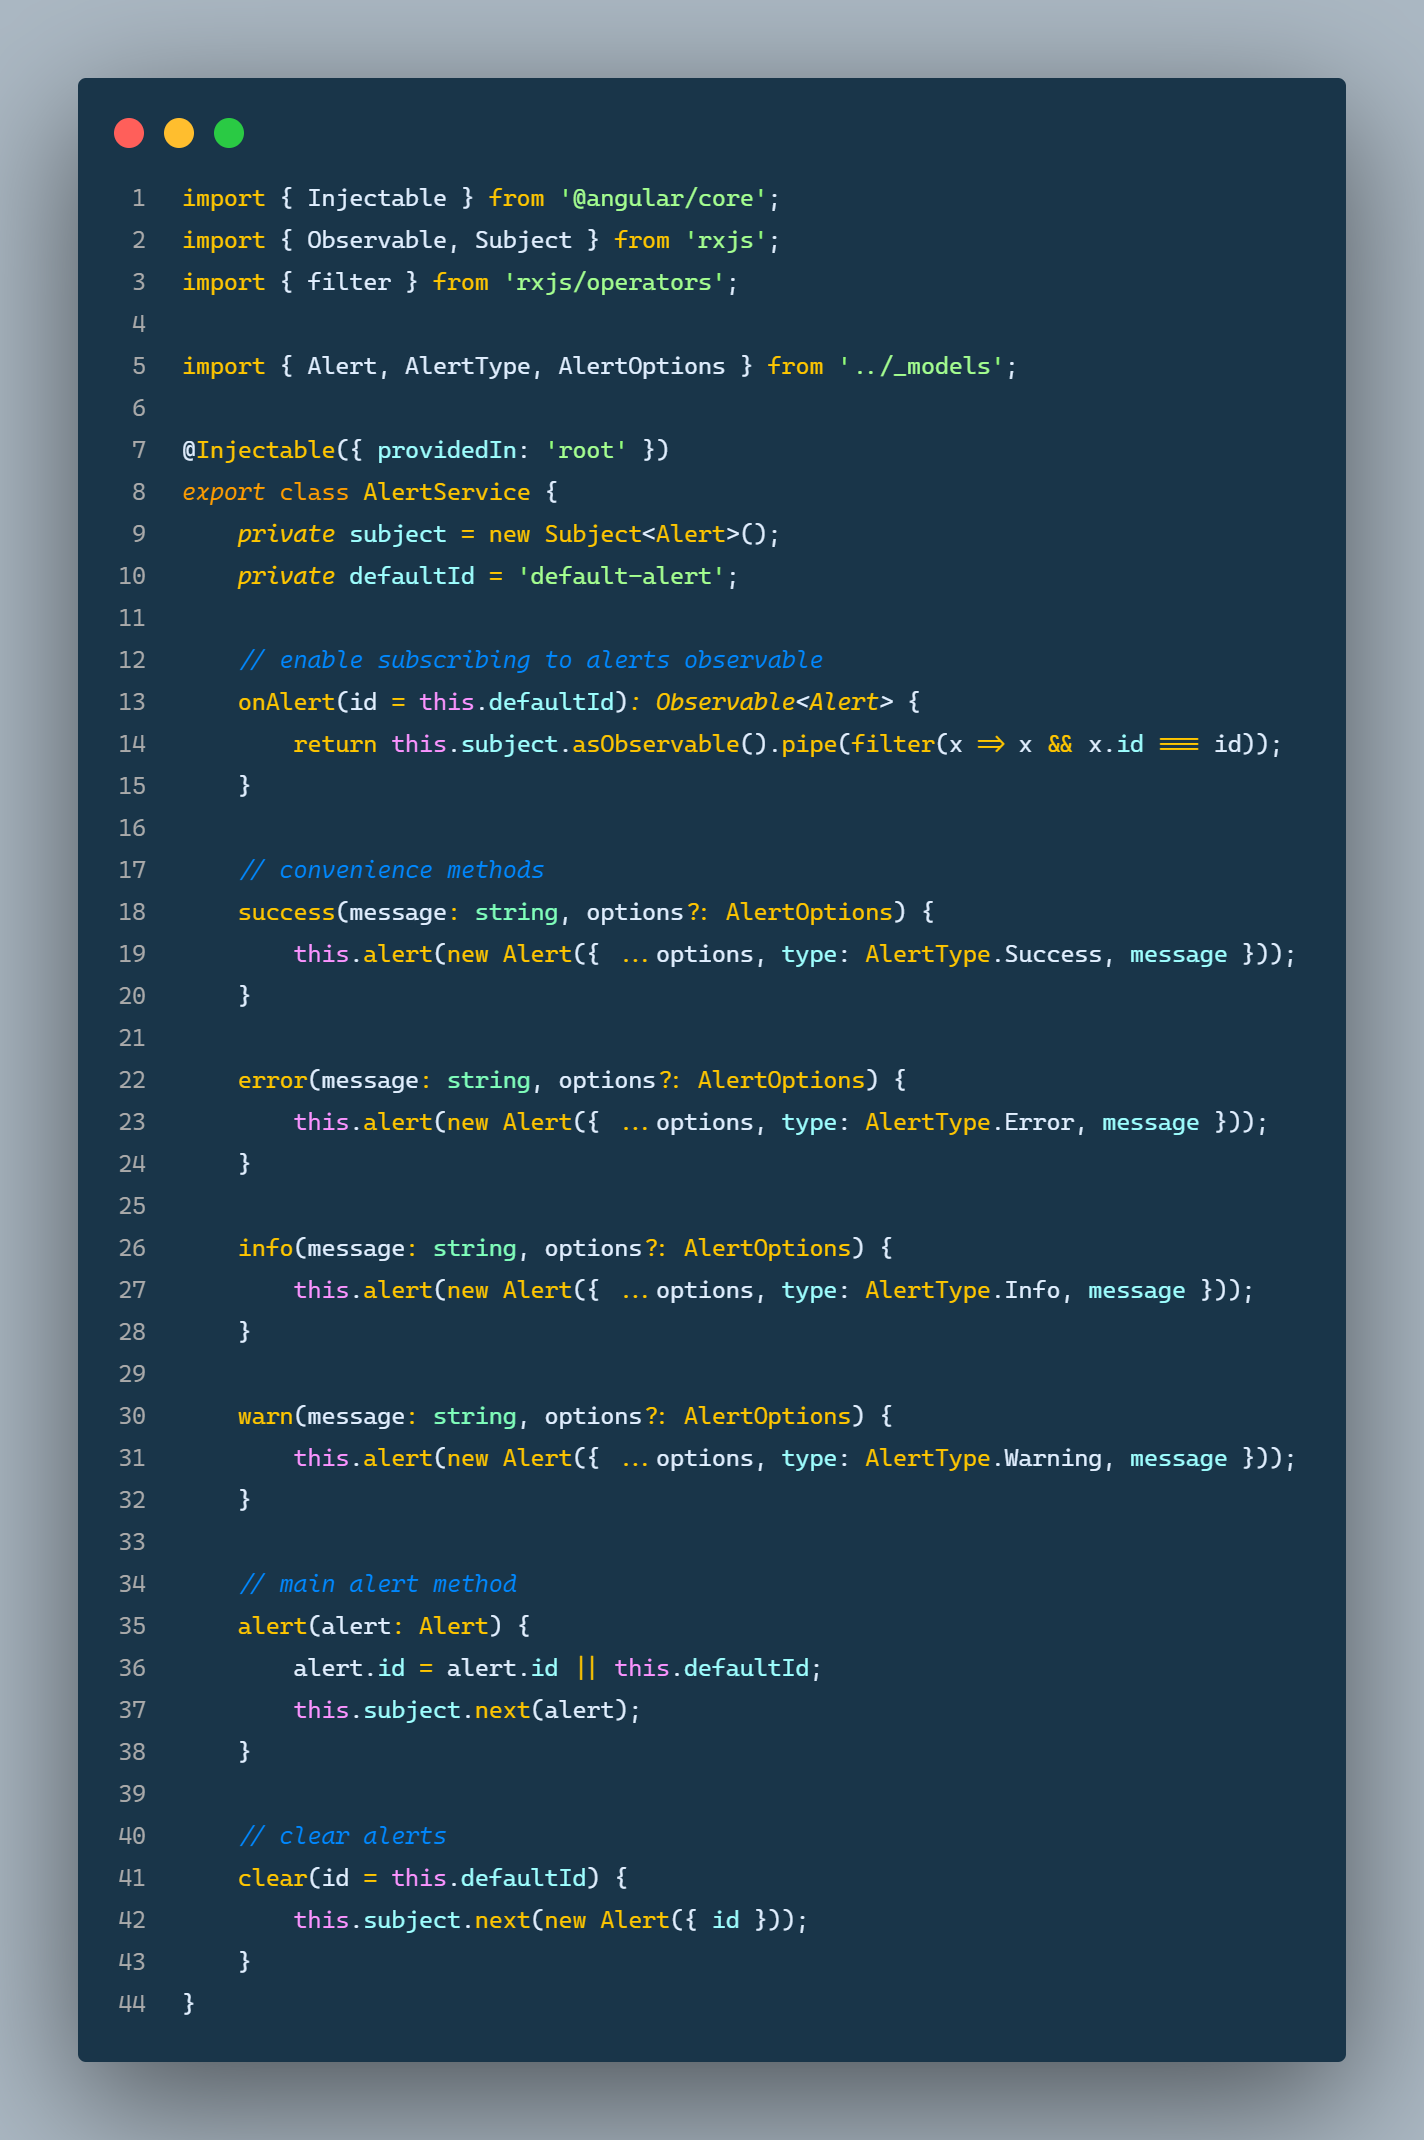 1 import { Injectable } from '@angular/core';
2 import { Observable, Subject } from 'rxjs';
3 import { filter } from 'rxjs/operators';
4
5 import { Alert, AlertType, AlertOptions } from '../_models';
6
7 @Injectable({ providedIn: 'root' })
8 export class AlertService {
9     private subject = new Subject<Alert>();
10     private defaultId = 'default-alert';
11
12     // enable subscribing to alerts observable
13     onAlert(id = this.defaultId): Observable<Alert> {
14         return this.subject.asObservable().pipe(filter(x => x && x.id === id));
15     }
16
17     // convenience methods
18     success(message: string, options?: AlertOptions) {
19         this.alert(new Alert({ ...options, type: AlertType.Success, message }));
20     }
21
22     error(message: string, options?: AlertOptions) {
23         this.alert(new Alert({ ...options, type: AlertType.Error, message }));
24     }
25
26     info(message: string, options?: AlertOptions) {
27         this.alert(new Alert({ ...options, type: AlertType.Info, message }));
28     }
29
30     warn(message: string, options?: AlertOptions) {
31         this.alert(new Alert({ ...options, type: AlertType.Warning, message }));
32     }
33
34     // main alert method
35     alert(alert: Alert) {
36         alert.id = alert.id || this.defaultId;
37         this.subject.next(alert);
38     }
39
40     // clear alerts
41     clear(id = this.defaultId) {
42         this.subject.next(new Alert({ id }));
43     }
44 }